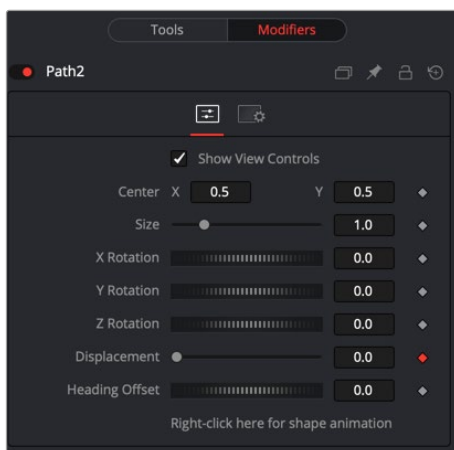 Tools Modifiers
Path2
Show View Controls
Center X 0.5 Y 0.5
Size 1.0
X Rotation 0.0
Y Rotation 0.0
Z Rotation 0.0
Displacement 0.0
Heading Offset 0.0
Right-click here for shape animation